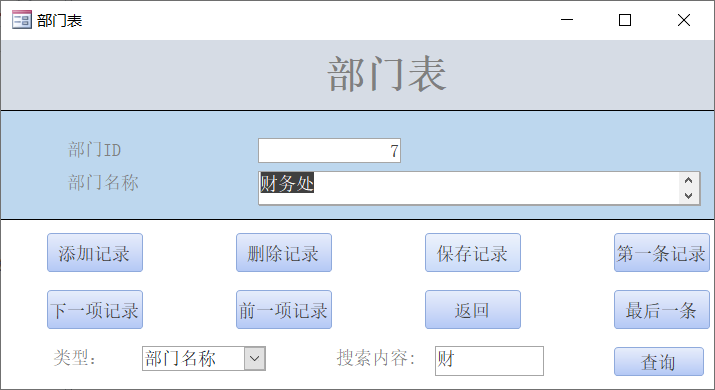 部门表
部门表
部门ID 7
部门名称 财务处
添加记录 删除记录 保存记录 第一条记录
下一项记录 前一项记录 返回 最后一条
类型： 部门名称 搜索内容： 财 查询